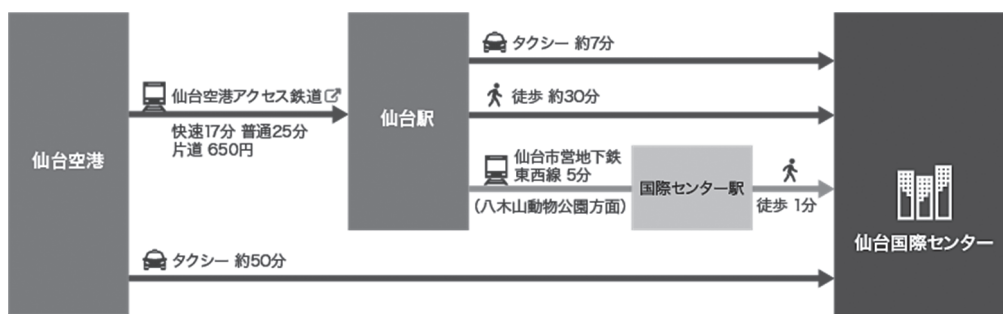 仙台空港
仙台空港アクセス鉄道
快速17分 普通25分
片道 650円
仙台駅
タクシー 約7分
徒歩 約30分
仙台市営地下鉄
東西線 5分
(八木山動物公園方面)
国際センター駅
徒歩 1分
タクシー 約50分
仙台国際センター